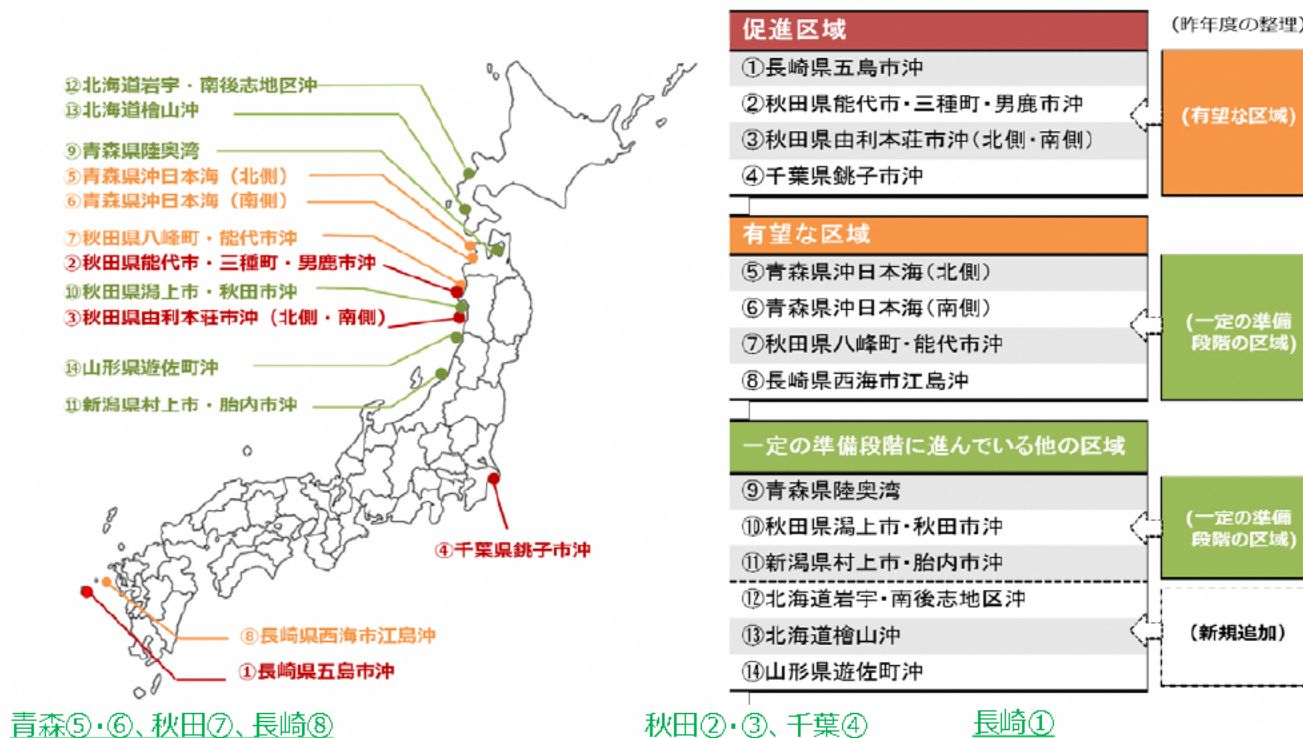 ⑫北海道岩宇・南後志地区沖
⑬北海道檜山沖
⑨青森県陸奥湾
⑤青森県沖日本海（北側）
⑥青森県沖日本海（南側）
⑦秋田県八峰町・能代市沖
②秋田県能代市・三種町・男鹿市沖
⑩秋田県潟上市・秋田市沖
③秋田県由利本荘市沖（北側・南側）
⑭山形県遊佐町沖
⑪新潟県村上市・胎内市沖
④千葉県銚子市沖
⑧長崎県西海市江島沖
①長崎県五島市沖
促進区域
①長崎県五島市沖
②秋田県能代市・三種町・男鹿市沖
③秋田県由利本荘市沖（北側・南側）
④千葉県銚子市沖
（昨年度の整理）
（有望な区域）
有望な区域
⑤青森県沖日本海（北側）
⑥青森県沖日本海（南側）
⑦秋田県八峰町・能代市沖
⑧長崎県西海市江島沖
（一定の準備
段階の区域）
一定の準備段階に進んでいる他の区域
⑨青森県陸奥湾
⑩秋田県潟上市・秋田市沖
⑪新潟県村上市・胎内市沖
⑫北海道岩宇・南後志地区沖
⑬北海道檜山沖
⑭山形県遊佐町沖
（一定の準備
段階の区域）
（新規追加）
青森⑤・⑥、秋田⑦、長崎⑧
秋田②・③、千葉④
長崎①